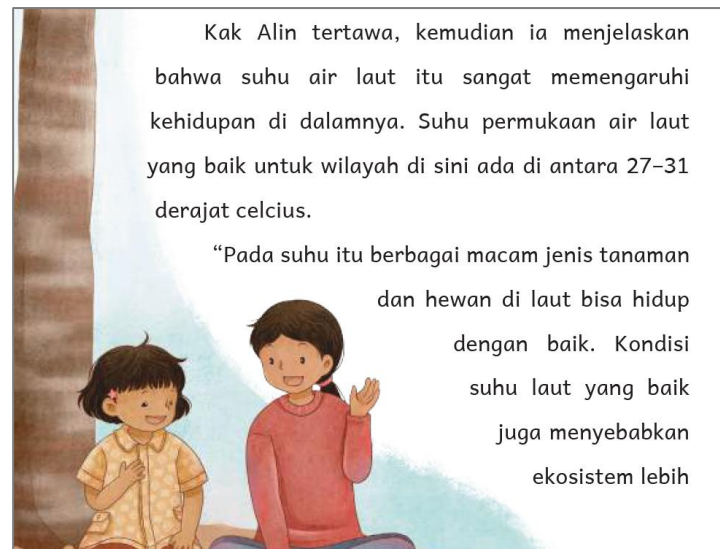 Kak Alin tertawa, kemudian ia menjelaskan
bahwa suhu air laut itu sangat memengaruhi
kehidupan di dalamnya. Suhu permukaan air laut
yang baik untuk wilayah di sini ada di antara 27–31
derajat celcius.
“Pada suhu itu berbagai macam jenis tanaman
dan hewan di laut bisa hidup
dengan baik. Kondisi
suhu laut yang baik
juga menyebabkan
ekosistem lebih